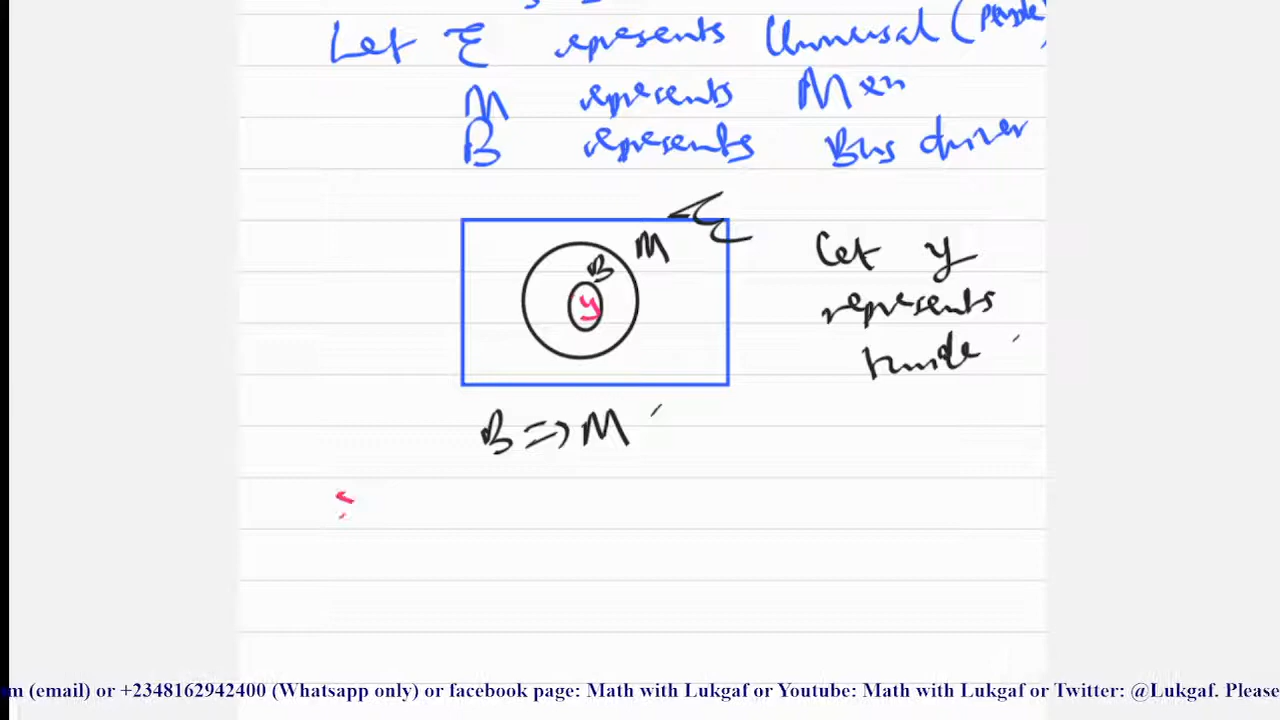 Let ℰ represents Universal (people)
M represents Men
B represents Bus driver
ℰ
M
B
y
Let y
represents
tunde
B => M
om (email) or +2348162942400 (Whatsapp only) or facebook page: Math with Lukgaf or Youtube: Math with Lukgaf or Twitter: @Lukgaf. Please